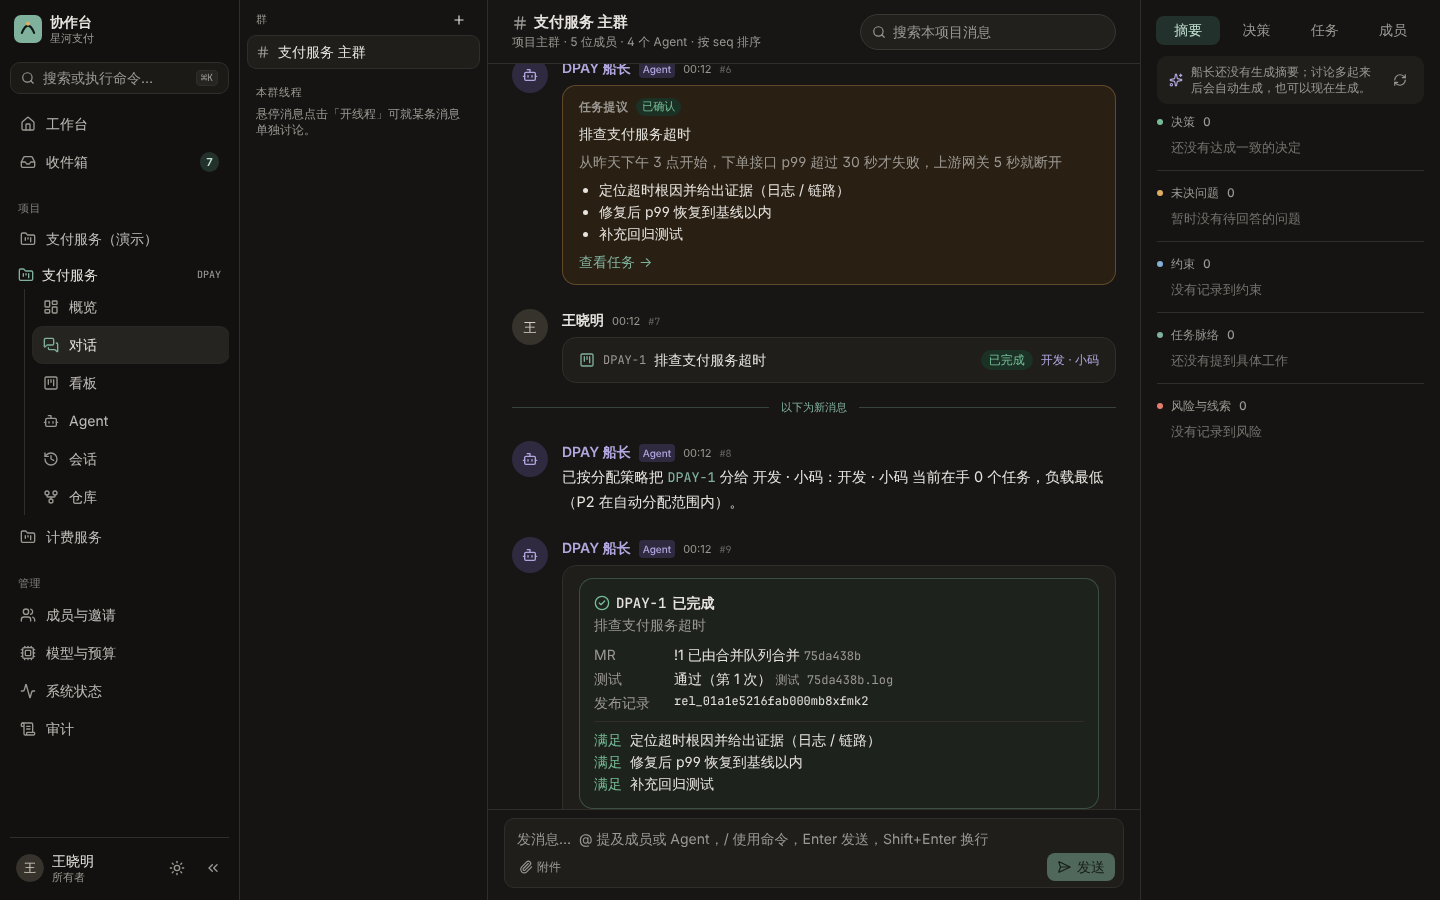 协作台
星河支付
搜索或执行命令... ⌘K
工作台
收件箱 7
项目
支付服务（演示）
支付服务 DPAY
概览
对话
看板
Agent
会话
仓库
计费服务
管理
成员与邀请
模型与预算
系统状态
审计
王 王晓明
所有者
群
支付服务 主群
本群线程
悬停消息点击「开线程」可就某条消息
单独讨论。
支付服务 主群
项目主群 · 5 位成员 · 4 个 Agent · 按 seq 排序
搜索本项目消息
DPAY 船长 Agent 00:12 #6
任务提议 已确认
排查支付服务超时
从昨天下午 3 点开始，下单接口 p99 超过 30 秒才失败，上游网关 5 秒就断开
• 定位超时根因并给出证据（日志 / 链路）
• 修复后 p99 恢复到基线以内
• 补充回归测试
查看任务 →
王 王晓明 00:12 #7
DPAY-1 排查支付服务超时 已完成 开发 · 小码
以下为新消息
DPAY 船长 Agent 00:12 #8
已按分配策略把 DPAY-1 分给 开发 · 小码：开发 · 小码 当前在手 0 个任务，负载最低
（P2 在自动分配范围内）。
DPAY 船长 Agent 00:12 #9
DPAY-1 已完成
排查支付服务超时
MR !1 已由合并队列合并 75da438b
测试 通过（第 1 次） 测试 75da438b.log
发布记录 rel_01a1e5216fab000mb8xfmk2
满足 定位超时根因并给出证据（日志 / 链路）
满足 修复后 p99 恢复到基线以内
满足 补充回归测试
发消息... @ 提及成员或 Agent，/ 使用命令，Enter 发送，Shift+Enter 换行
附件 发送
摘要 决策 任务 成员
船长还没有生成摘要；讨论多起来
后会自动生成，也可以现在生成。
决策 0
还没有达成一致的决定
未决问题 0
暂时没有待回答的问题
约束 0
没有记录到约束
任务脉络 0
还没有提到具体工作
风险与线索 0
没有记录到风险